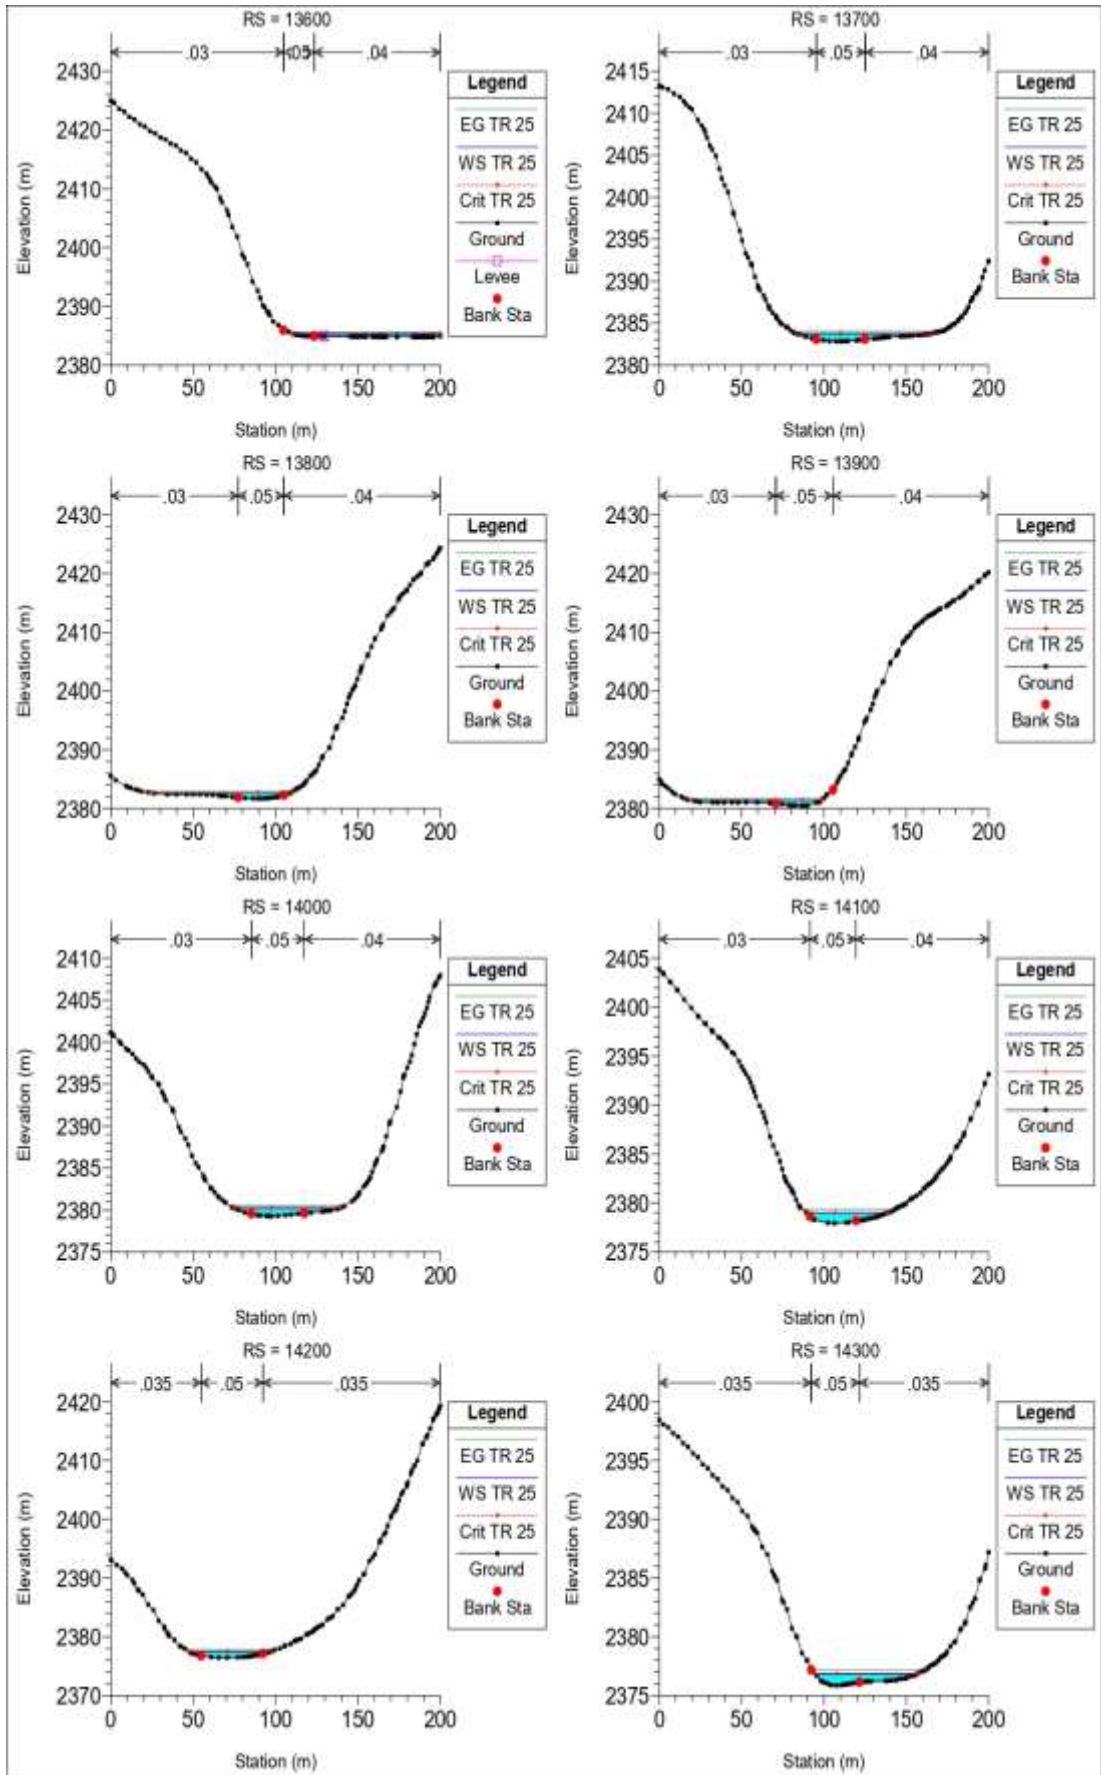 RS = 13600
.03 .05 .04
Elevation (m)
2430
2420
2410
2400
2390
2380
0 50 100 150 200
Station (m)
Legend
EG TR 25
WS TR 25
Crit TR 25
Ground
Levee
Bank Sta
RS = 13700
.03 .05 .04
Elevation (m)
2415
2410
2405
2400
2395
2390
2385
2380
0 50 100 150 200
Station (m)
Legend
EG TR 25
WS TR 25
Crit TR 25
Ground
Bank Sta
RS = 13800
.03 .05 .04
Elevation (m)
2430
2420
2410
2400
2390
2380
0 50 100 150 200
Station (m)
Legend
EG TR 25
WS TR 25
Crit TR 25
Ground
Bank Sta
RS = 13900
.03 .05 .04
Elevation (m)
2430
2420
2410
2400
2390
2380
0 50 100 150 200
Station (m)
Legend
EG TR 25
WS TR 25
Crit TR 25
Ground
Bank Sta
RS = 14000
.03 .05 .04
Elevation (m)
2410
2405
2400
2395
2390
2385
2380
2375
0 50 100 150 200
Station (m)
Legend
EG TR 25
WS TR 25
Crit TR 25
Ground
Bank Sta
RS = 14100
.03 .05 .04
Elevation (m)
2405
2400
2395
2390
2385
2380
2375
0 50 100 150 200
Station (m)
Legend
EG TR 25
WS TR 25
Crit TR 25
Ground
Bank Sta
RS = 14200
.035 .05 .035
Elevation (m)
2420
2410
2400
2390
2380
2370
0 50 100 150 200
Station (m)
Legend
EG TR 25
WS TR 25
Crit TR 25
Ground
Bank Sta
RS = 14300
.035 .05 .035
Elevation (m)
2400
2395
2390
2385
2380
2375
0 50 100 150 200
Station (m)
Legend
EG TR 25
WS TR 25
Crit TR 25
Ground
Bank Sta